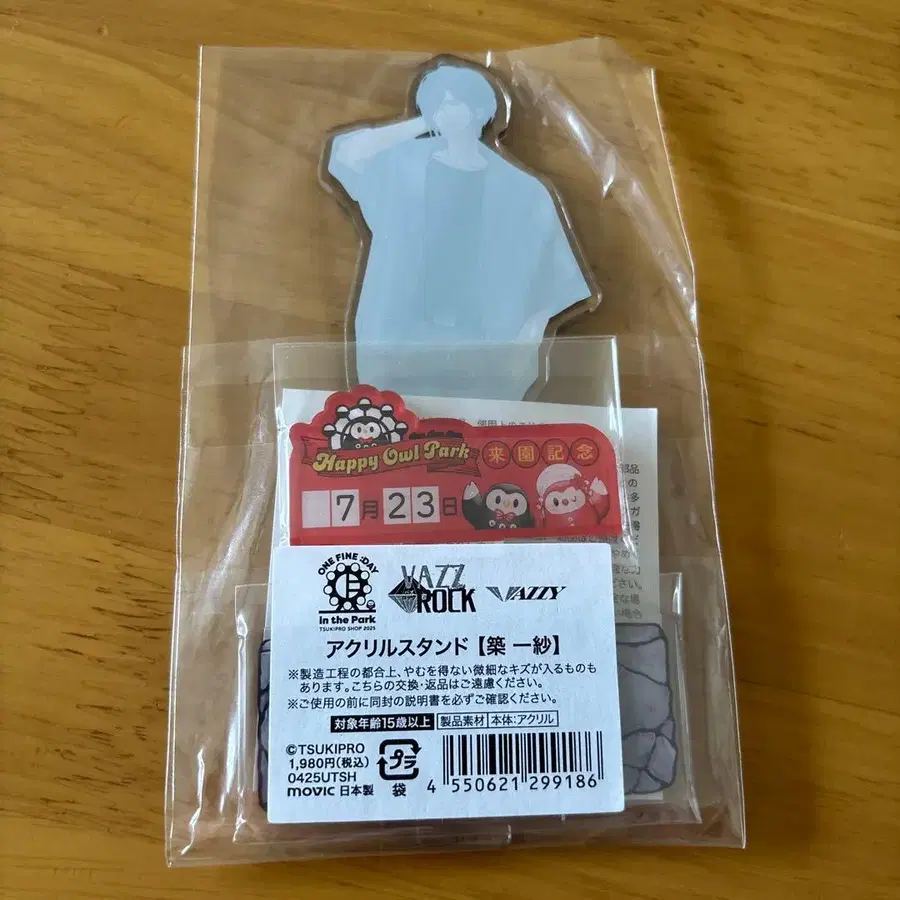 Happy Owl Park
来園記念
7月23日
ONE FINE :DAY
In the Park
TSUKIPRO SHOP 2025
VAZZ
ROCK
VAZZY
アクリルスタンド【築 一紗】
※製造工程の都合上、やむを得ない微細なキズが入るものも
あります。こちらの交換・返品はご遠慮ください。
※ご使用の前に同封の説明書を必ずご確認ください。
対象年齢15歳以上 製品素材 本体:アクリル
©TSUKIPRO
1,980円(税込)
0425UTSH
movic 日本製
プラ
袋
4 550621 299186